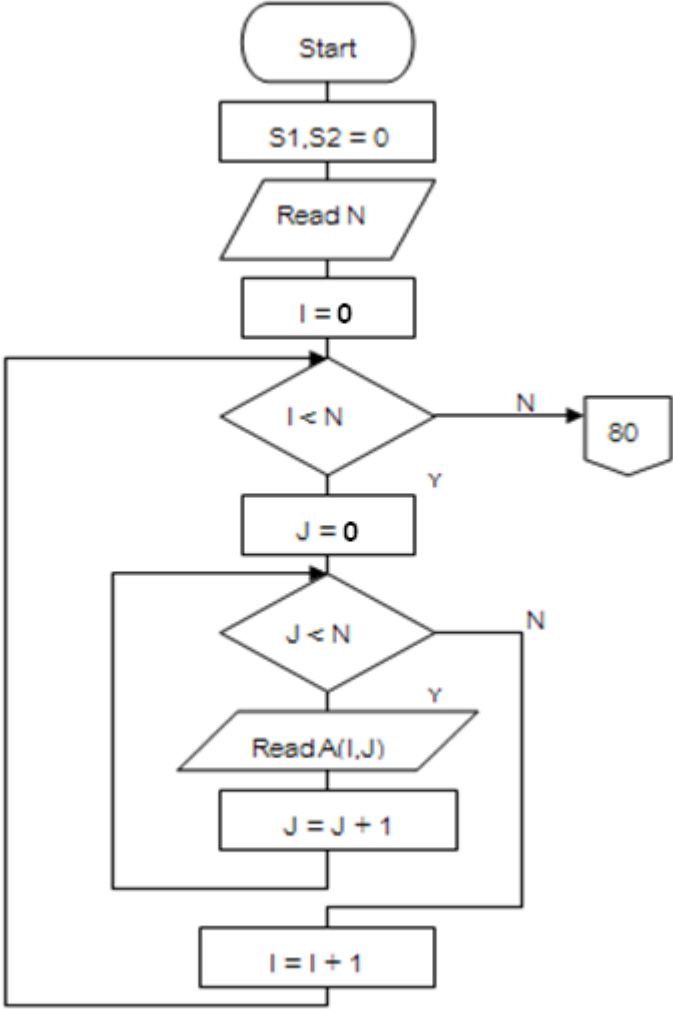 Start
S1,S2 = 0
Read N
I = 0
I < N
N
80
Y
J = 0
J < N
N
Y
Read A(I,J)
J = J + 1
I = I + 1